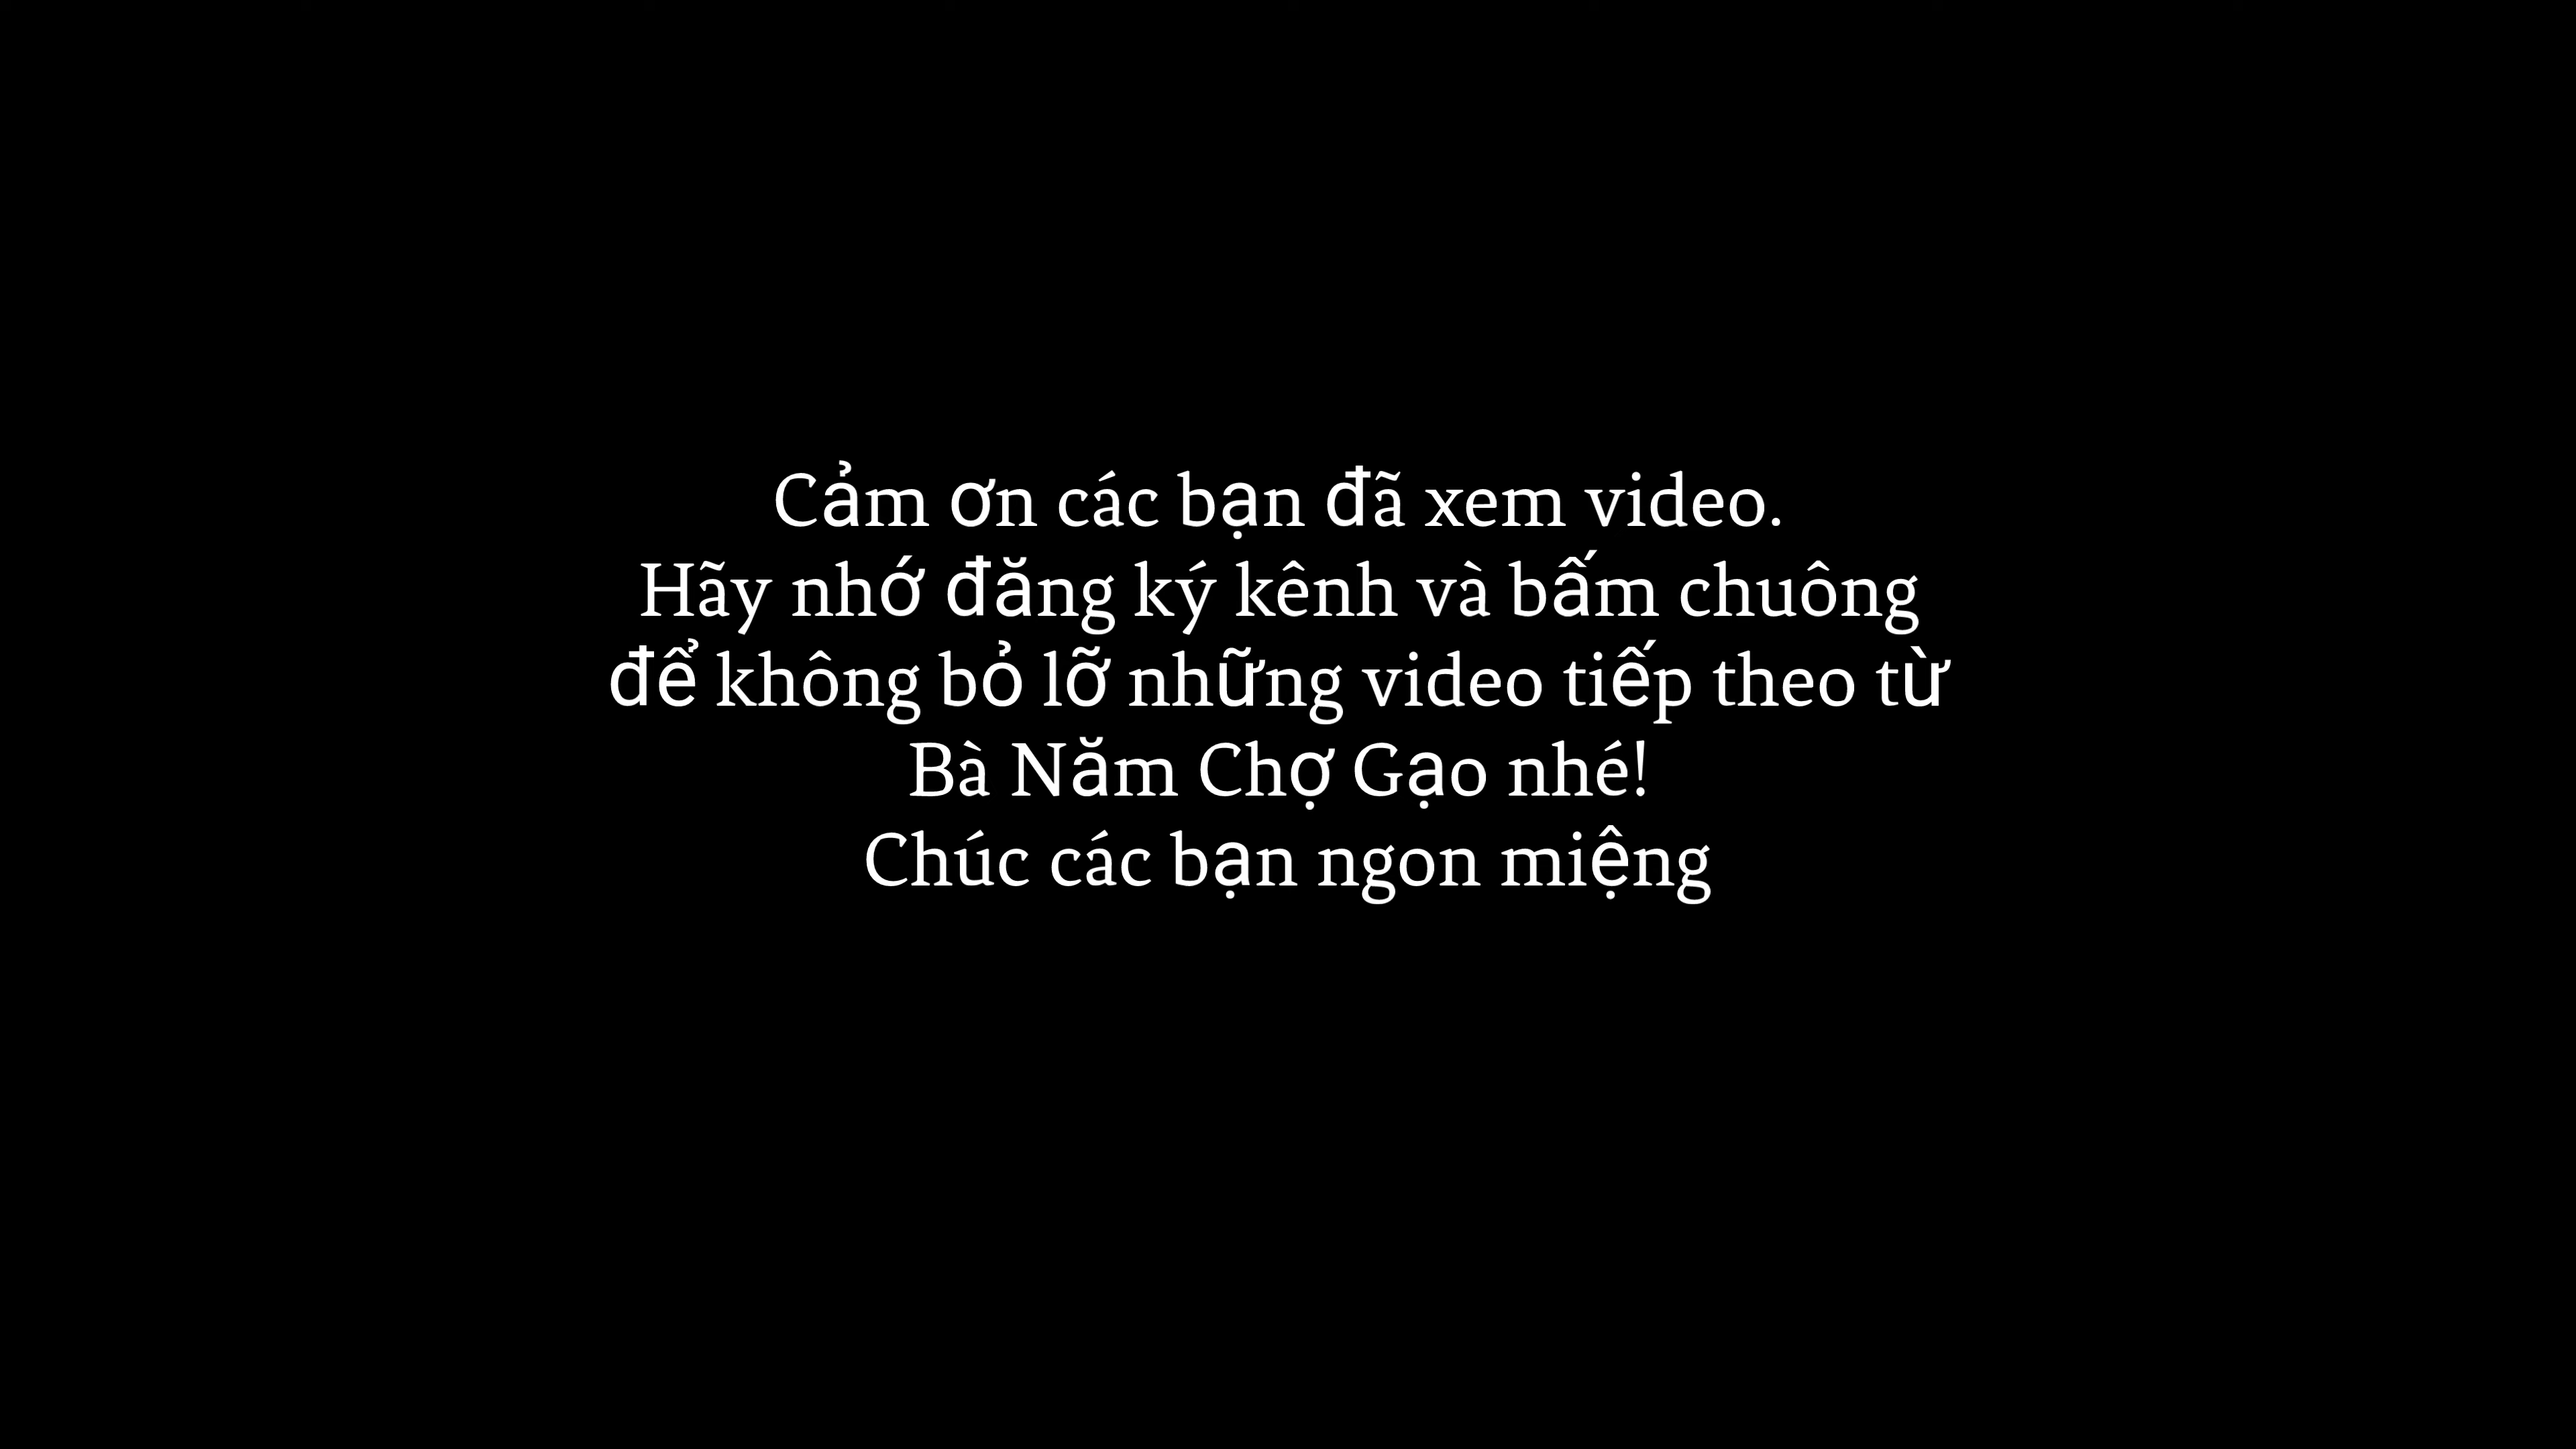 Cảm ơn các bạn đã xem video.
Hãy nhớ đăng ký kênh và bấm chuông
để không bỏ lỡ những video tiếp theo từ
Bà Năm Chợ Gạo nhé!
Chúc các bạn ngon miệng